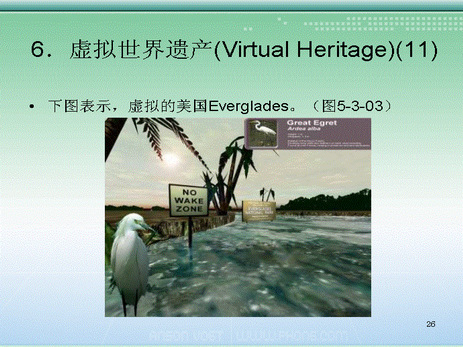 6．虚拟世界遗产(Virtual Heritage)(11)
• 下图表示，虚拟的美国Everglades。（图5-3-03）
Great Egret
Ardea alba
NO
WAKE
ZONE
EVERGLADES
26